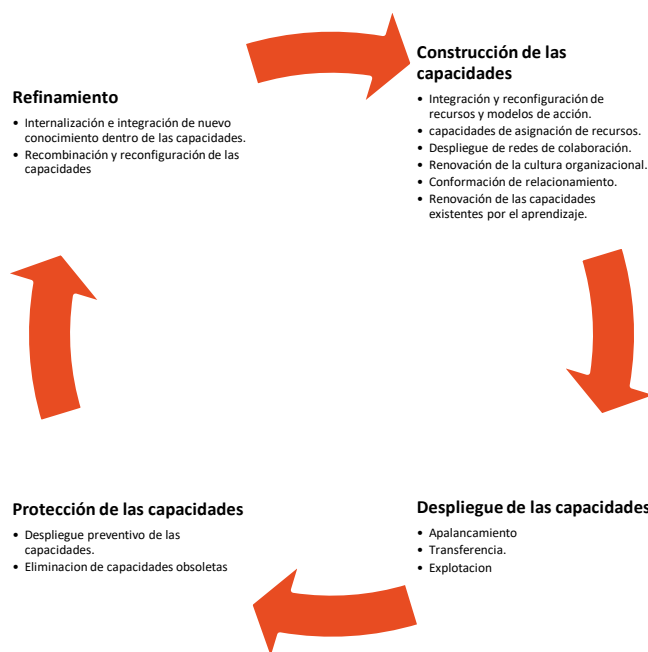 Construcción de las
capacidades
• Integración y reconfiguración de
recursos y modelos de acción.
• capacidades de asignación de recursos.
• Despliegue de redes de colaboración.
• Renovación de la cultura organizacional.
• Conformación de relacionamiento.
• Renovación de las capacidades
existentes por el aprendizaje.
Despliegue de las capacidades
• Apalancamiento
• Transferencia.
• Explotacion
Protección de las capacidades
• Despliegue preventivo de las
capacidades.
• Eliminacion de capacidades obsoletas
Refinamiento
• Internalización e integración de nuevo
conocimiento dentro de las capacidades.
• Recombinación y reconfiguración de las
capacidades